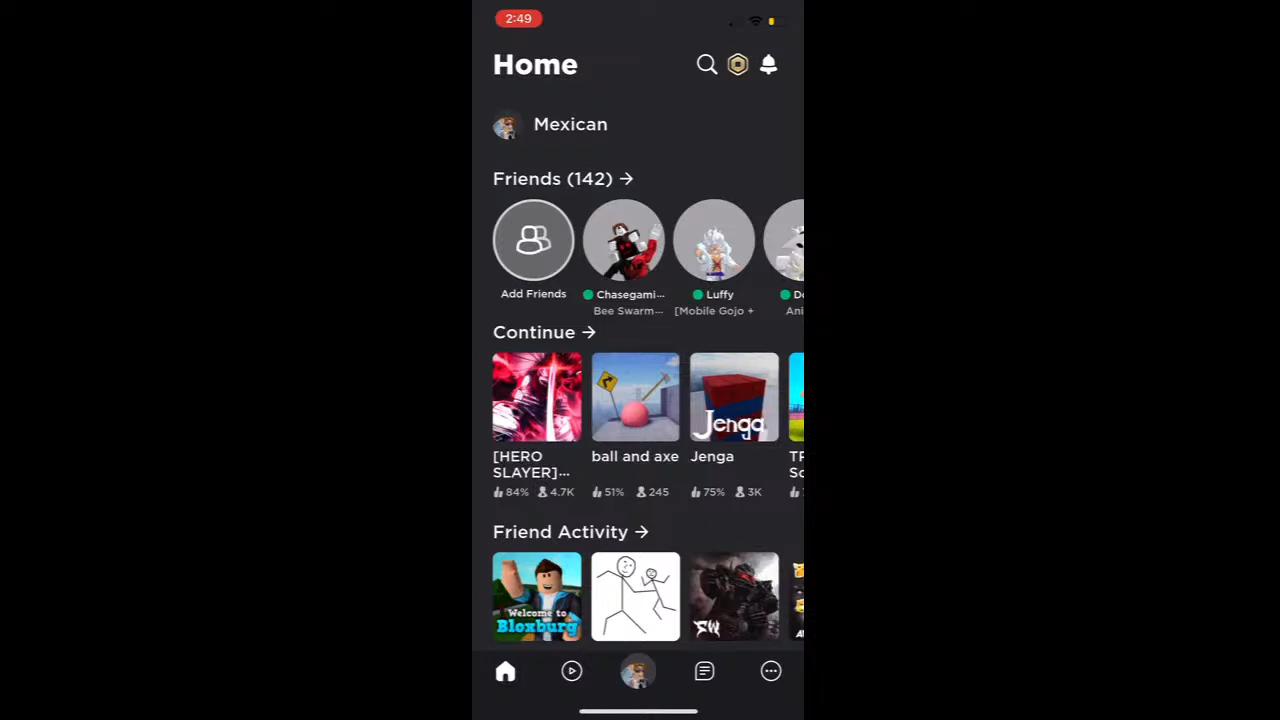 2:49
Home
Mexican
Friends (142)
Add Friends
Chasegami...
Luffy
Bee Swarm...
[Mobile Gojo +
Ani
Continue
Jenga
[HERO
SLAYER]...
ball and axe
Jenga
84% 4.7K
51% 245
75% 3K
Friend Activity
Welcome to
Bloxburg